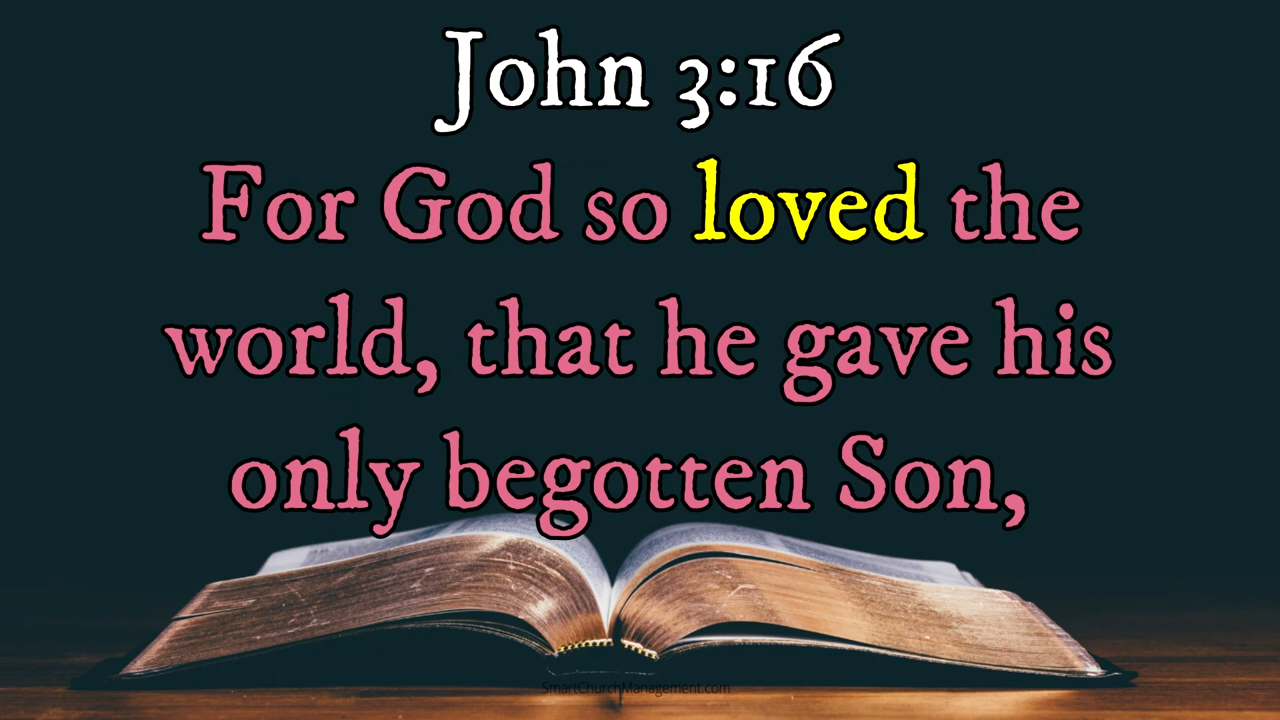 John 3:16
For God so loved the
world, that he gave his
only begotten Son,
SmartChurchManagement.com